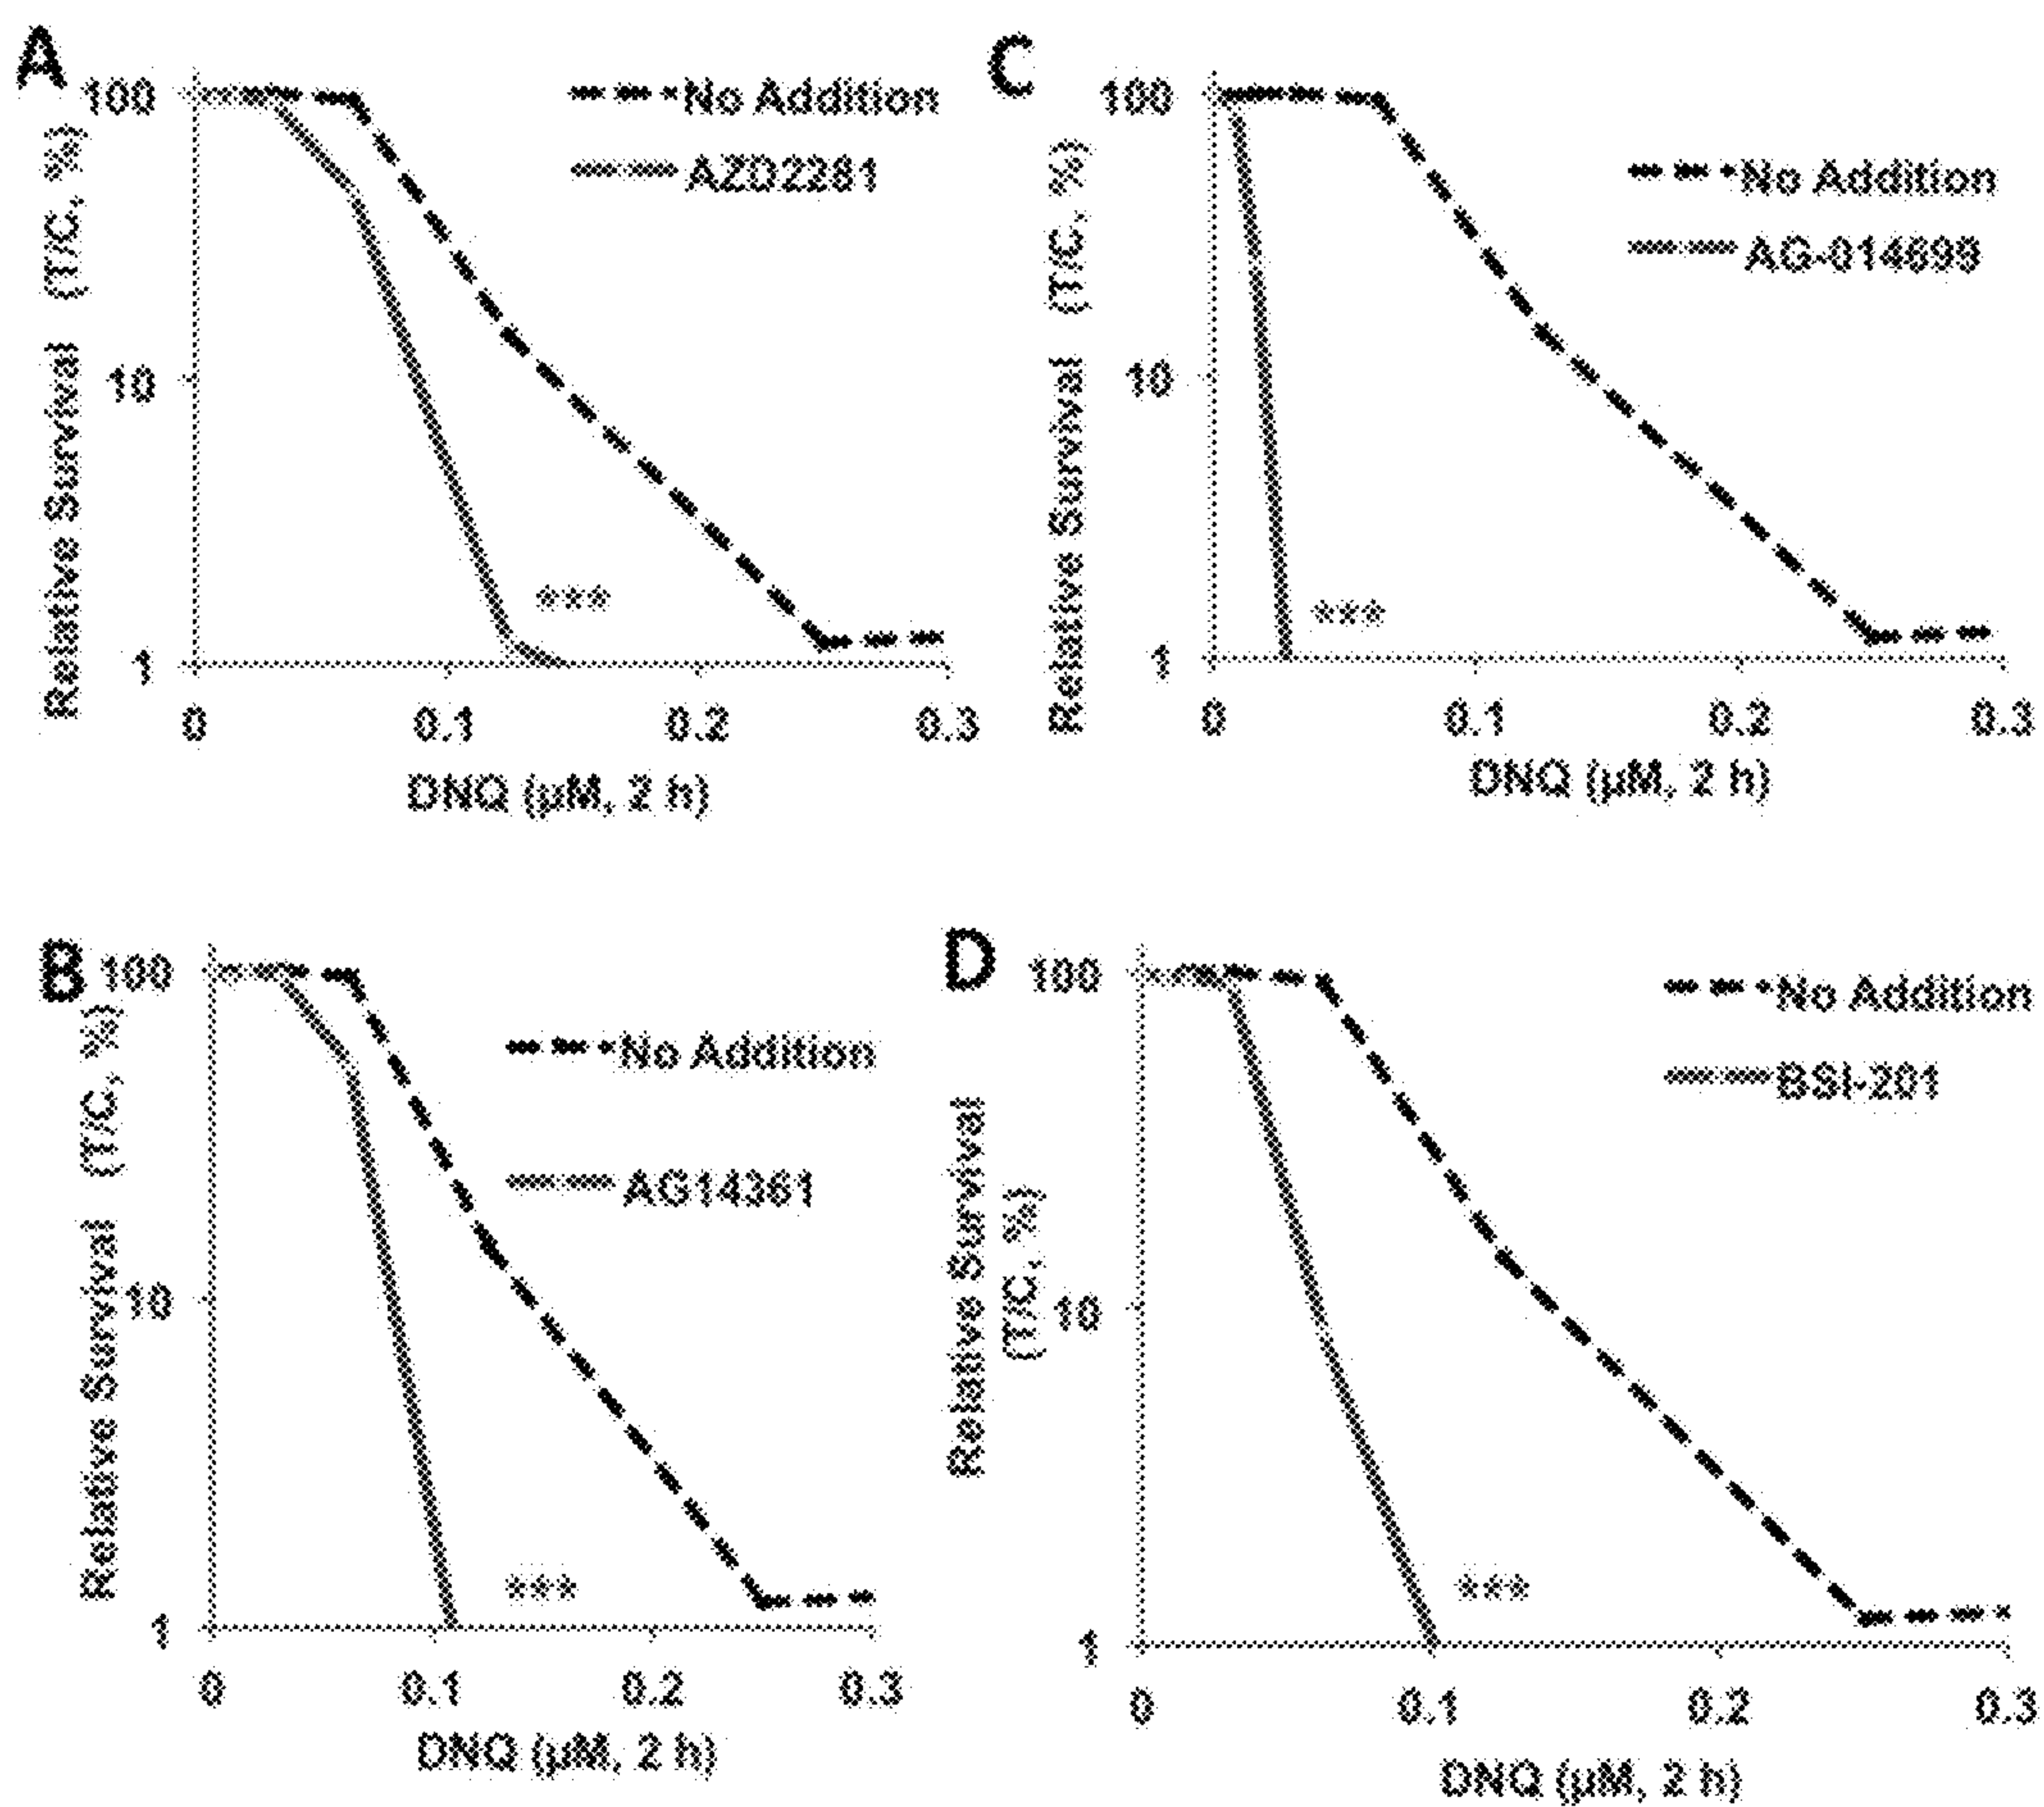 A
100
10
1
Relative Survival (T/C, %)
No Addition
AZD2281
***
0 0.1 0.2 0.3
DNQ (µM, 2 h)
C
100
10
1
Relative Survival (T/C, %)
No Addition
AG-014699
***
0 0.1 0.2 0.3
DNQ (µM, 2 h)
B
100
10
1
Relative Survival (T/C, %)
No Addition
AG14361
***
0 0.1 0.2 0.3
DNQ (µM, 2 h)
D
100
10
1
Relative Survival
(T/C, %)
No Addition
BSI-201
***
0 0.1 0.2 0.3
DNQ (µM, 2 h)